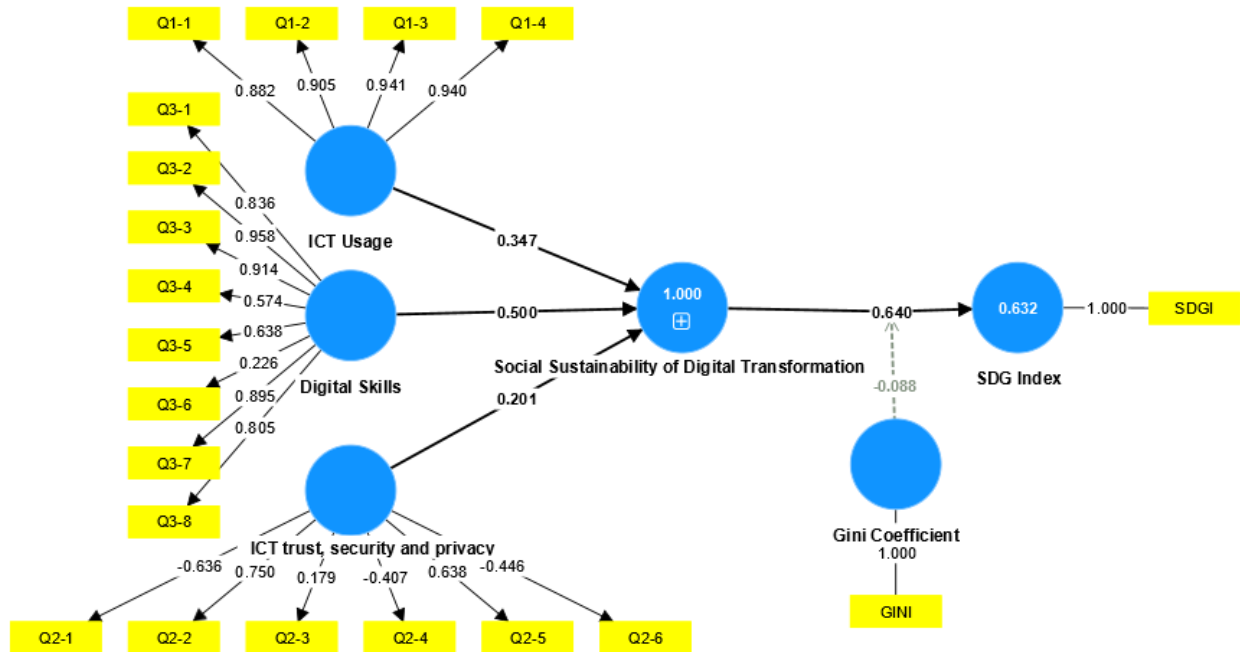 Q1-1
Q1-2
Q1-3
Q1-4
0.882
0.905
0.941
0.940
Q3-1
Q3-2
Q3-3
Q3-4
Q3-5
Q3-6
Q3-7
Q3-8
0.836
0.958
0.914
0.574
0.638
0.226
0.895
0.805
ICT Usage
0.347
Digital Skills
0.500
1.000
Social Sustainability of Digital Transformation
0.640
0.632
SDG Index
1.000
SDGI
0.201
-0.088
Gini Coefficient
1.000
GINI
ICT trust, security and privacy
-0.636
0.750
0.179
-0.407
0.638
-0.446
Q2-1
Q2-2
Q2-3
Q2-4
Q2-5
Q2-6